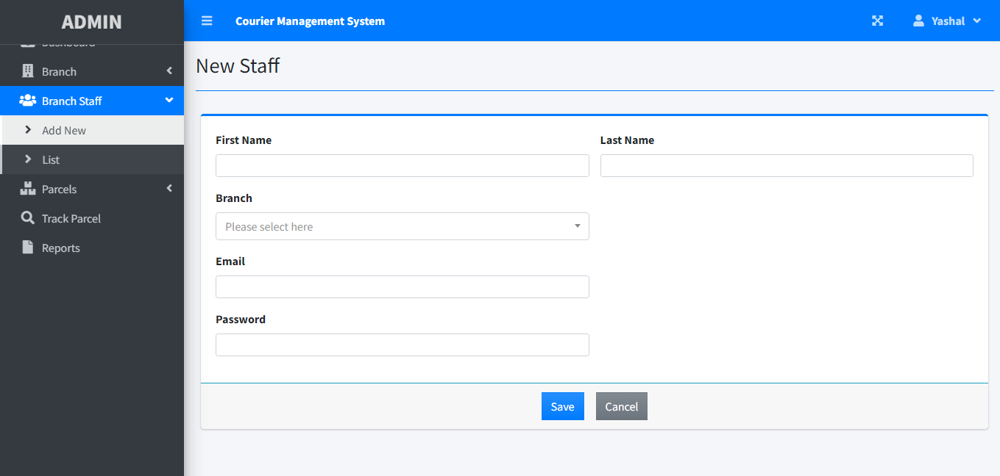 ADMIN
Courier Management System
Yashal
Dashboard
Branch
Branch Staff
Add New
List
Parcels
Track Parcel
Reports
New Staff
First Name
Last Name
Branch
Please select here
Email
Password
Save
Cancel